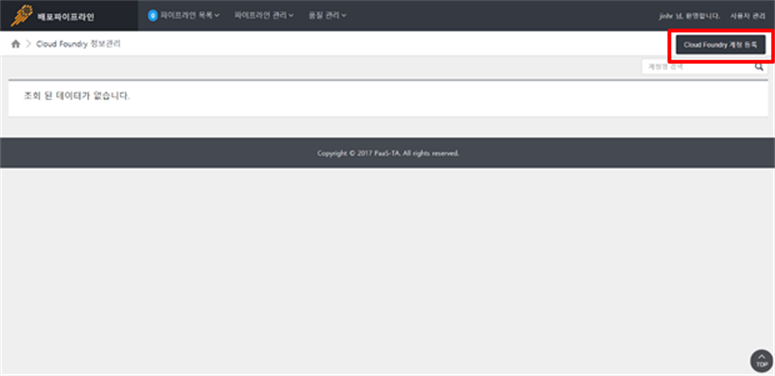 배포파이프라인
파이프라인 목록
파이프라인 관리
품질 관리
jinhr 님, 환영합니다.
사용자 관리
Cloud Foundry 정보관리
Cloud Foundry 계정 등록
계정명 검색
조회 된 데이터가 없습니다.
Copyright © 2017 PaaS-TA. All rights reserved.
TOP